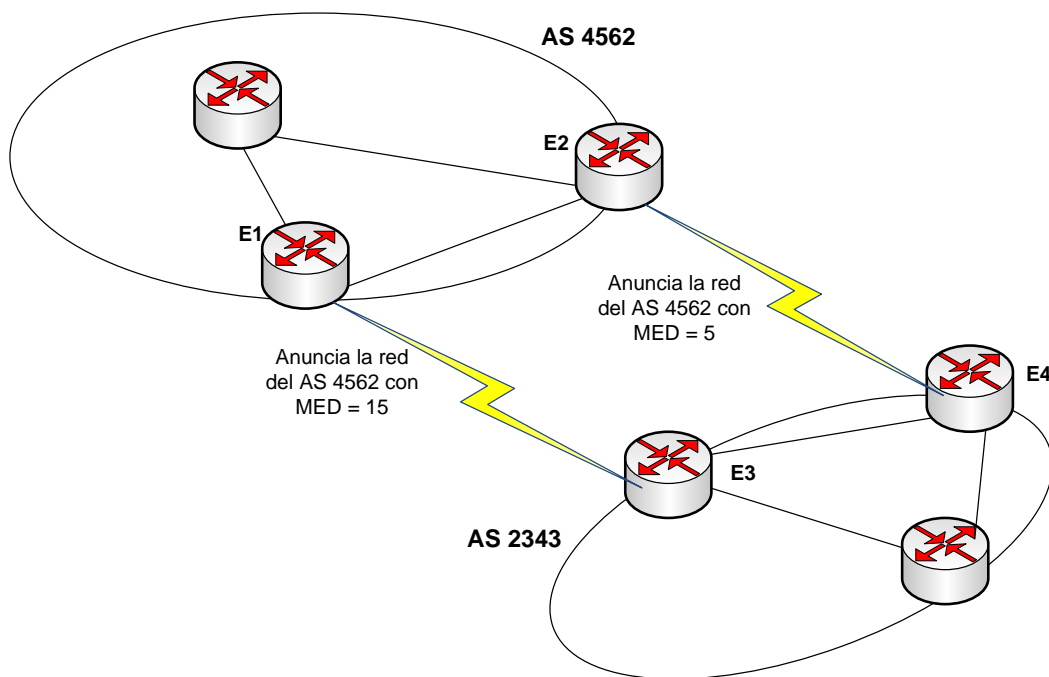 AS 4562
E2
E1
Anuncia la red
del AS 4562 con
MED = 5
Anuncia la red
del AS 4562 con
MED = 15
E4
E3
AS 2343